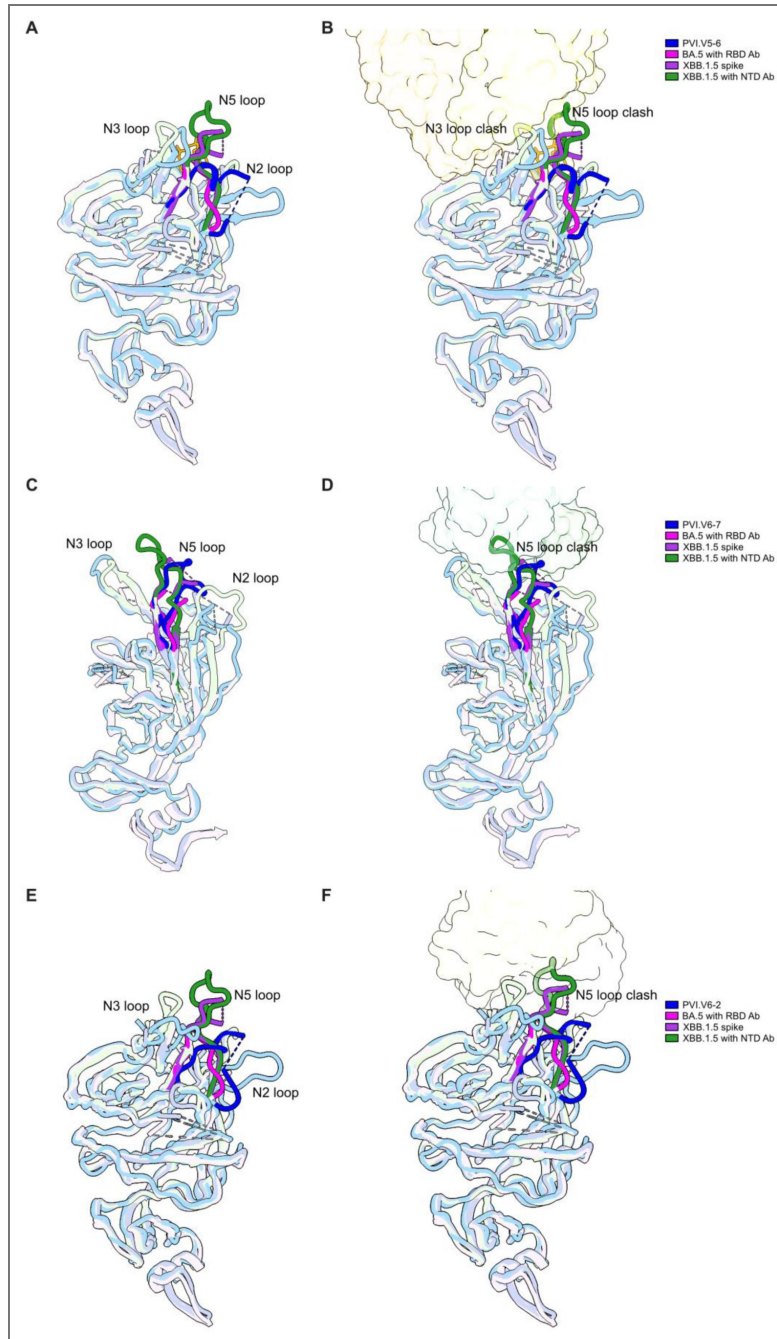 A
B
PVI.V5-6
BA.5 with RBD Ab
XBB.1.5 spike
XBB.1.5 with NTD Ab
N5 loop
N3 loop
N2 loop
N5 loop clash
N3 loop clash
C
D
PVI.V6-7
BA.5 with RBD Ab
XBB.1.5 spike
XBB.1.5 with NTD Ab
N3 loop
N5 loop
N2 loop
N5 loop clash
E
F
PVI.V6-2
BA.5 with RBD Ab
XBB.1.5 spike
XBB.1.5 with NTD Ab
N3 loop
N5 loop
N2 loop
N5 loop clash